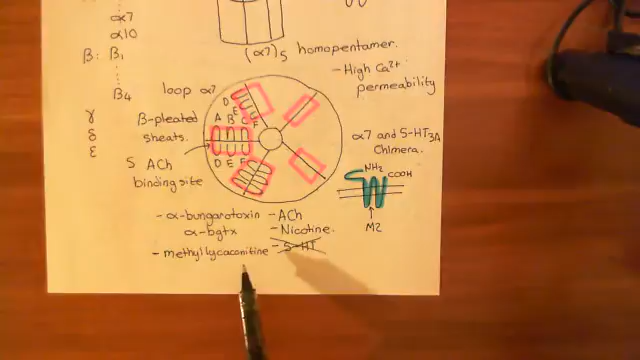 α7
α10
β: β₁
β₄
γ
δ
ε
(α7)₅ homopentamer.
- High Ca²⁺
permeability
loop α7
β-pleated
sheats.
5 ACh
binding site
D
E
F
A B C
D E F
α7 and 5-HT₃A
Chimera.
NH₂
COOH
M2
- α-bungarotoxin
α-bgtx
- methyllycaconitine
- ACh
- Nicotine.
- 5-HT